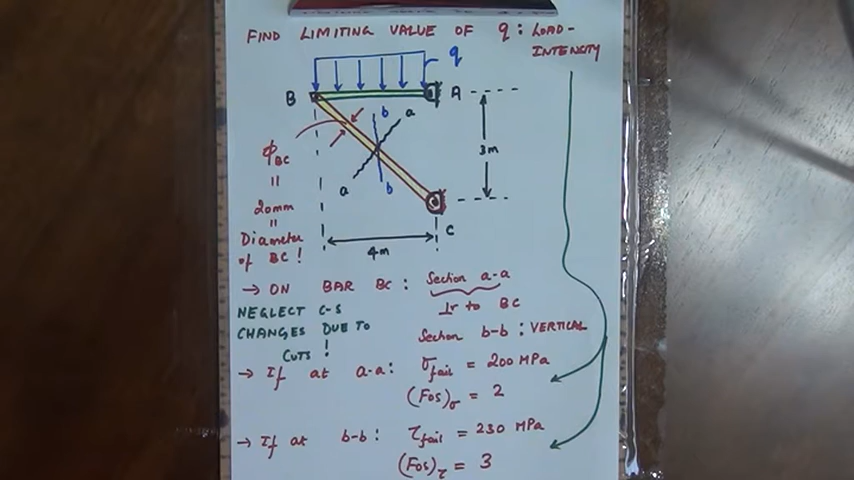 FIND LIMITING VALUE OF q : LOAD-
INTENSITY
q
B
A
b
a
ϕBC
3m
a
b
"
20mm
"
Diameter
of BC !
C
4m
→ ON BAR BC : Section a-a
⊥r to BC
NEGLECT C-S
CHANGES DUE TO
CUTS !
Section b-b : VERTICAL
→ If at a-a : σfail = 200 MPa
(FOS)σ = 2
→ If at b-b : τfail = 230 MPa
(FOS)τ = 3